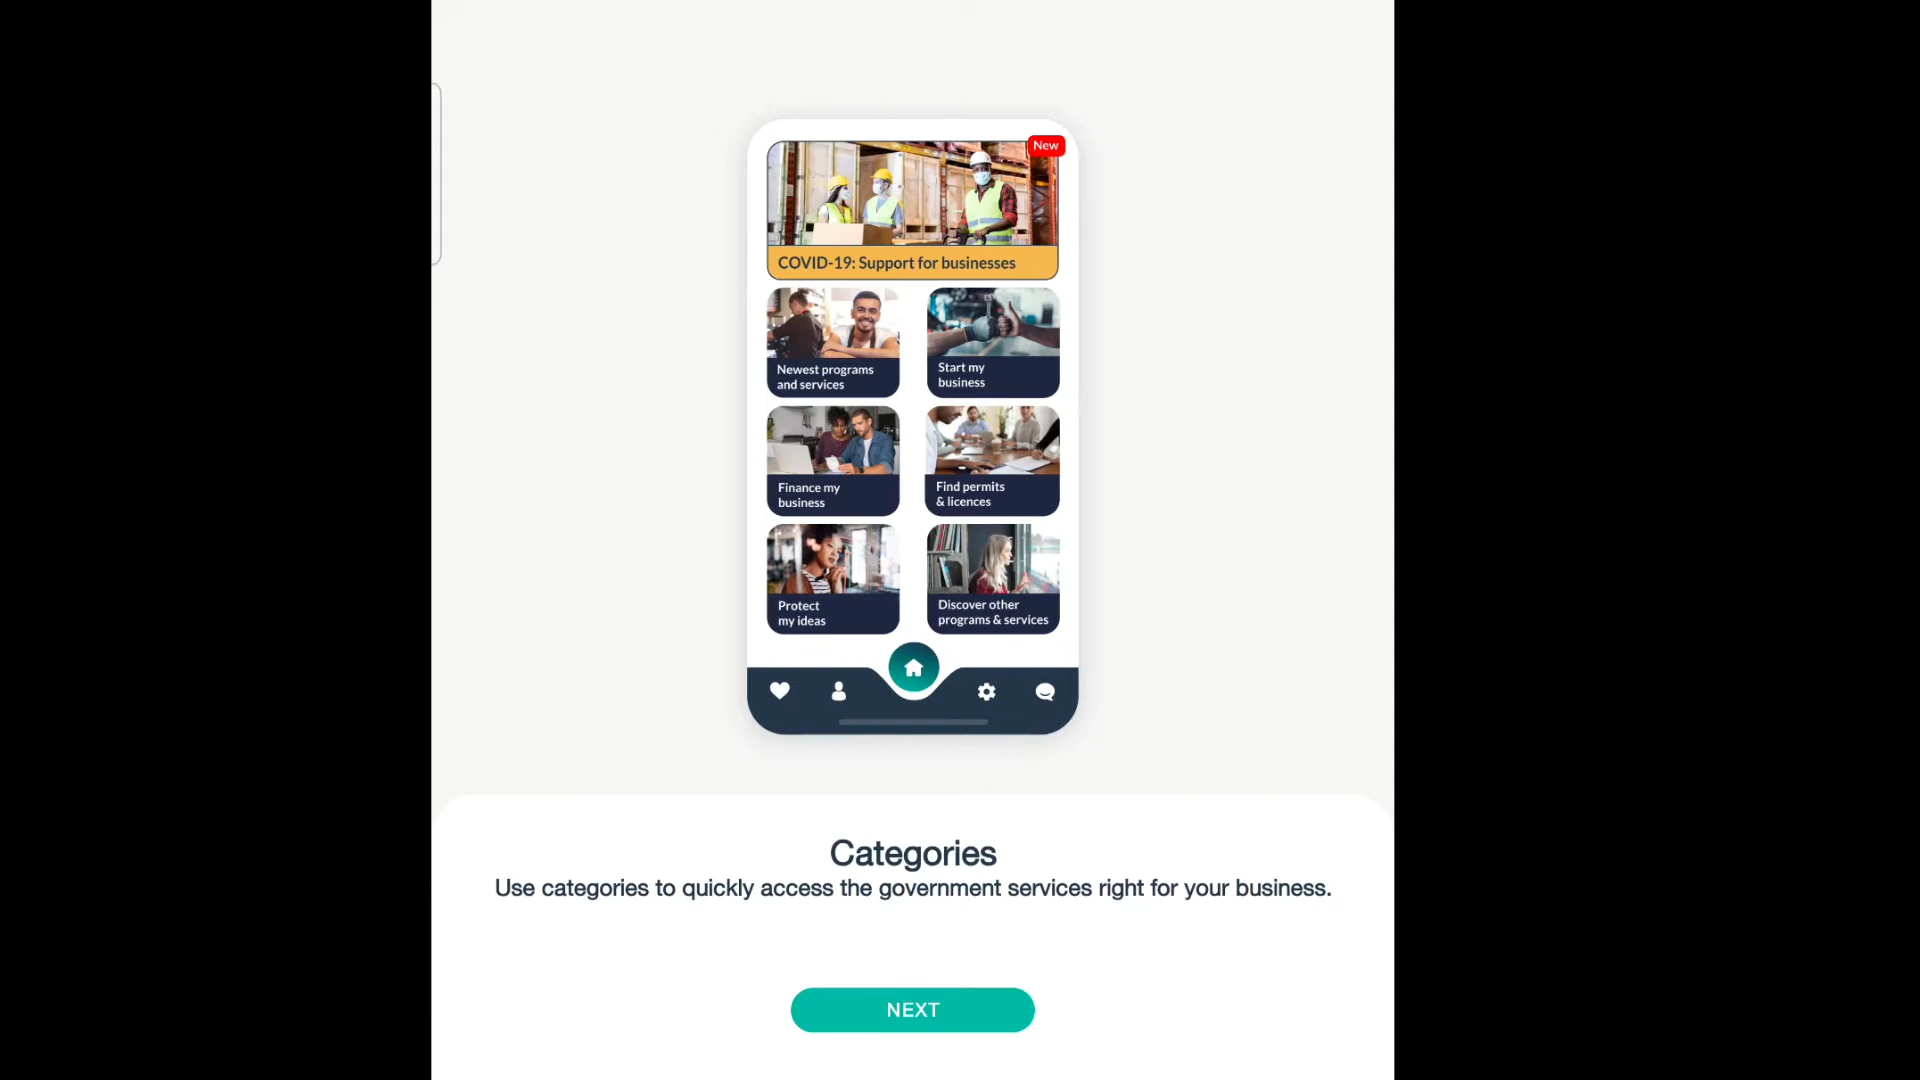 New
COVID-19: Support for businesses
Newest programs
and services
Start my
business
Finance my
business
Find permits
& licences
Protect
my ideas
Discover other
programs & services
Categories
Use categories to quickly access the government services right for your business.
NEXT